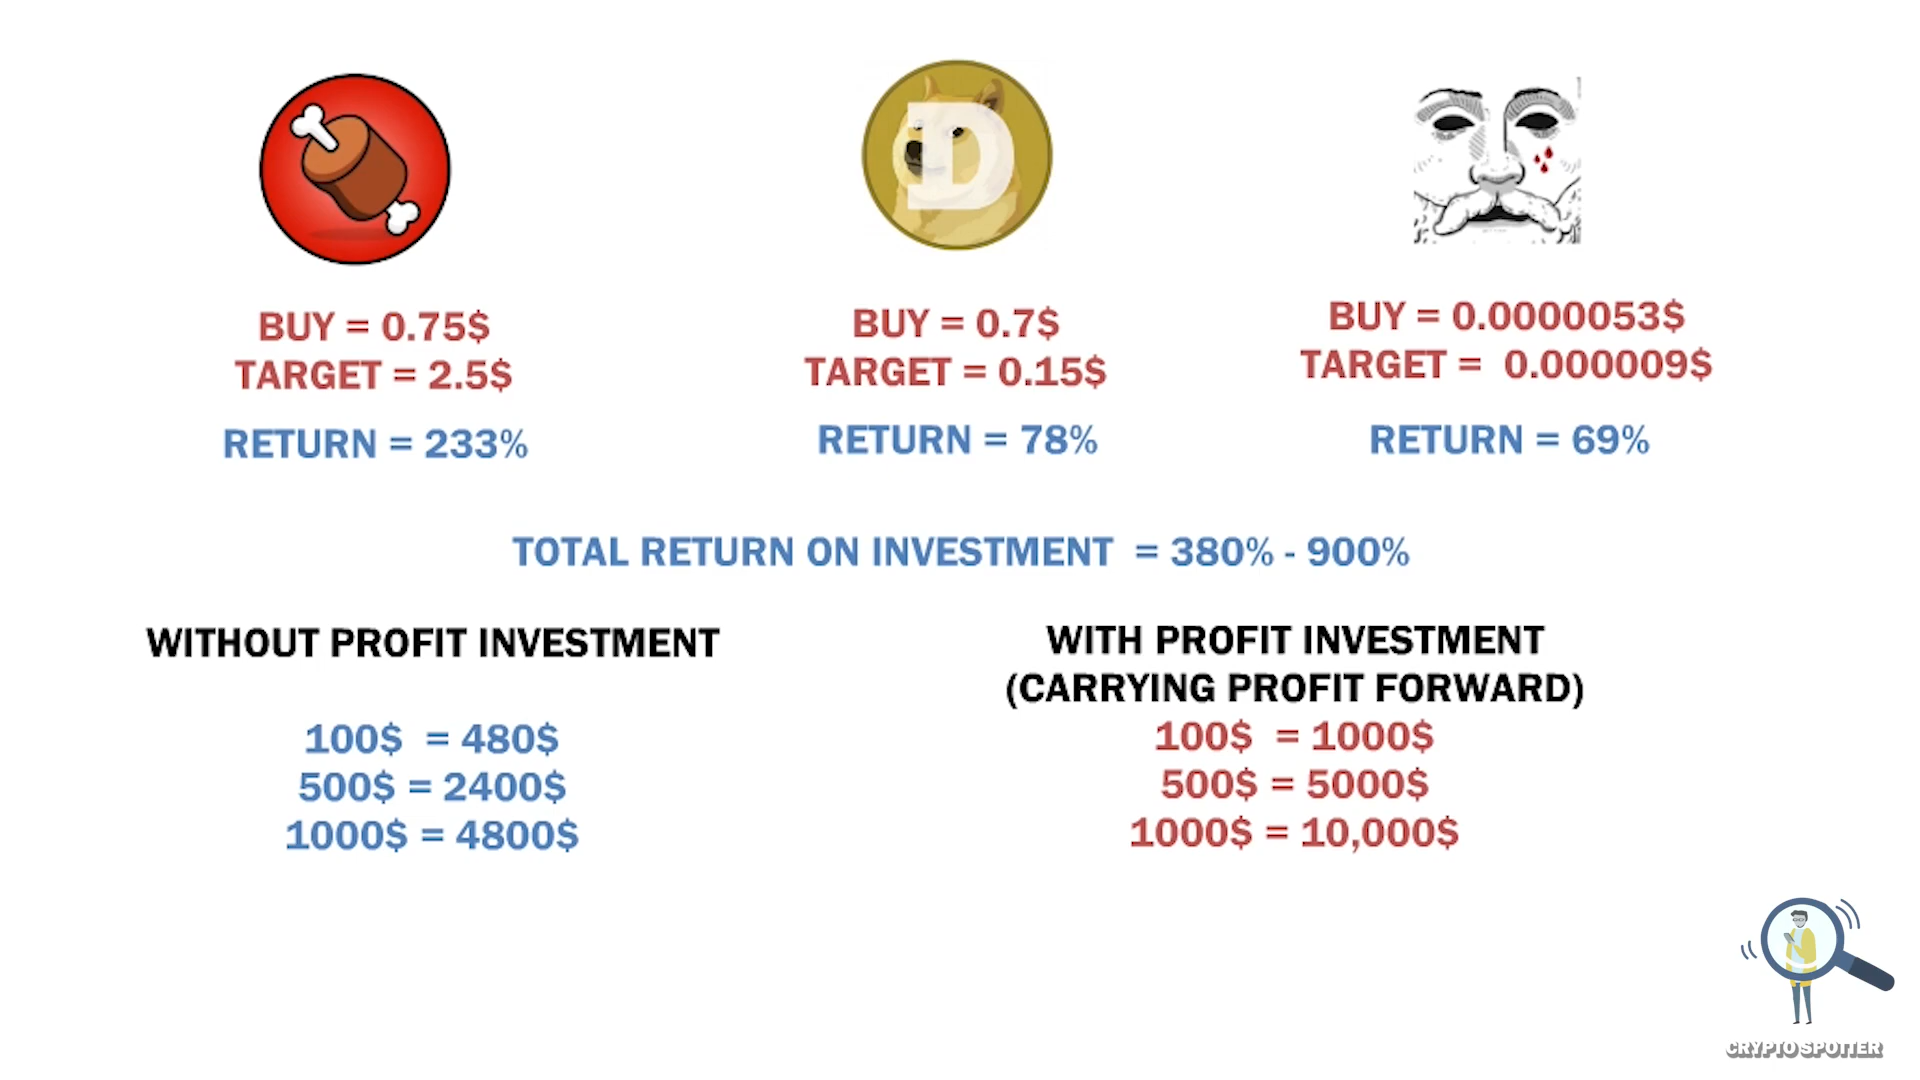 D
BUY = 0.75$
TARGET = 2.5$
RETURN = 233%
BUY = 0.7$
TARGET = 0.15$
RETURN = 78%
BUY = 0.0000053$
TARGET = 0.000009$
RETURN = 69%
TOTAL RETURN ON INVESTMENT = 380% - 900%
WITHOUT PROFIT INVESTMENT
100$ = 480$
500$ = 2400$
1000$ = 4800$
WITH PROFIT INVESTMENT
(CARRYING PROFIT FORWARD)
100$ = 1000$
500$ = 5000$
1000$ = 10,000$
CRYPTO SPOTTER